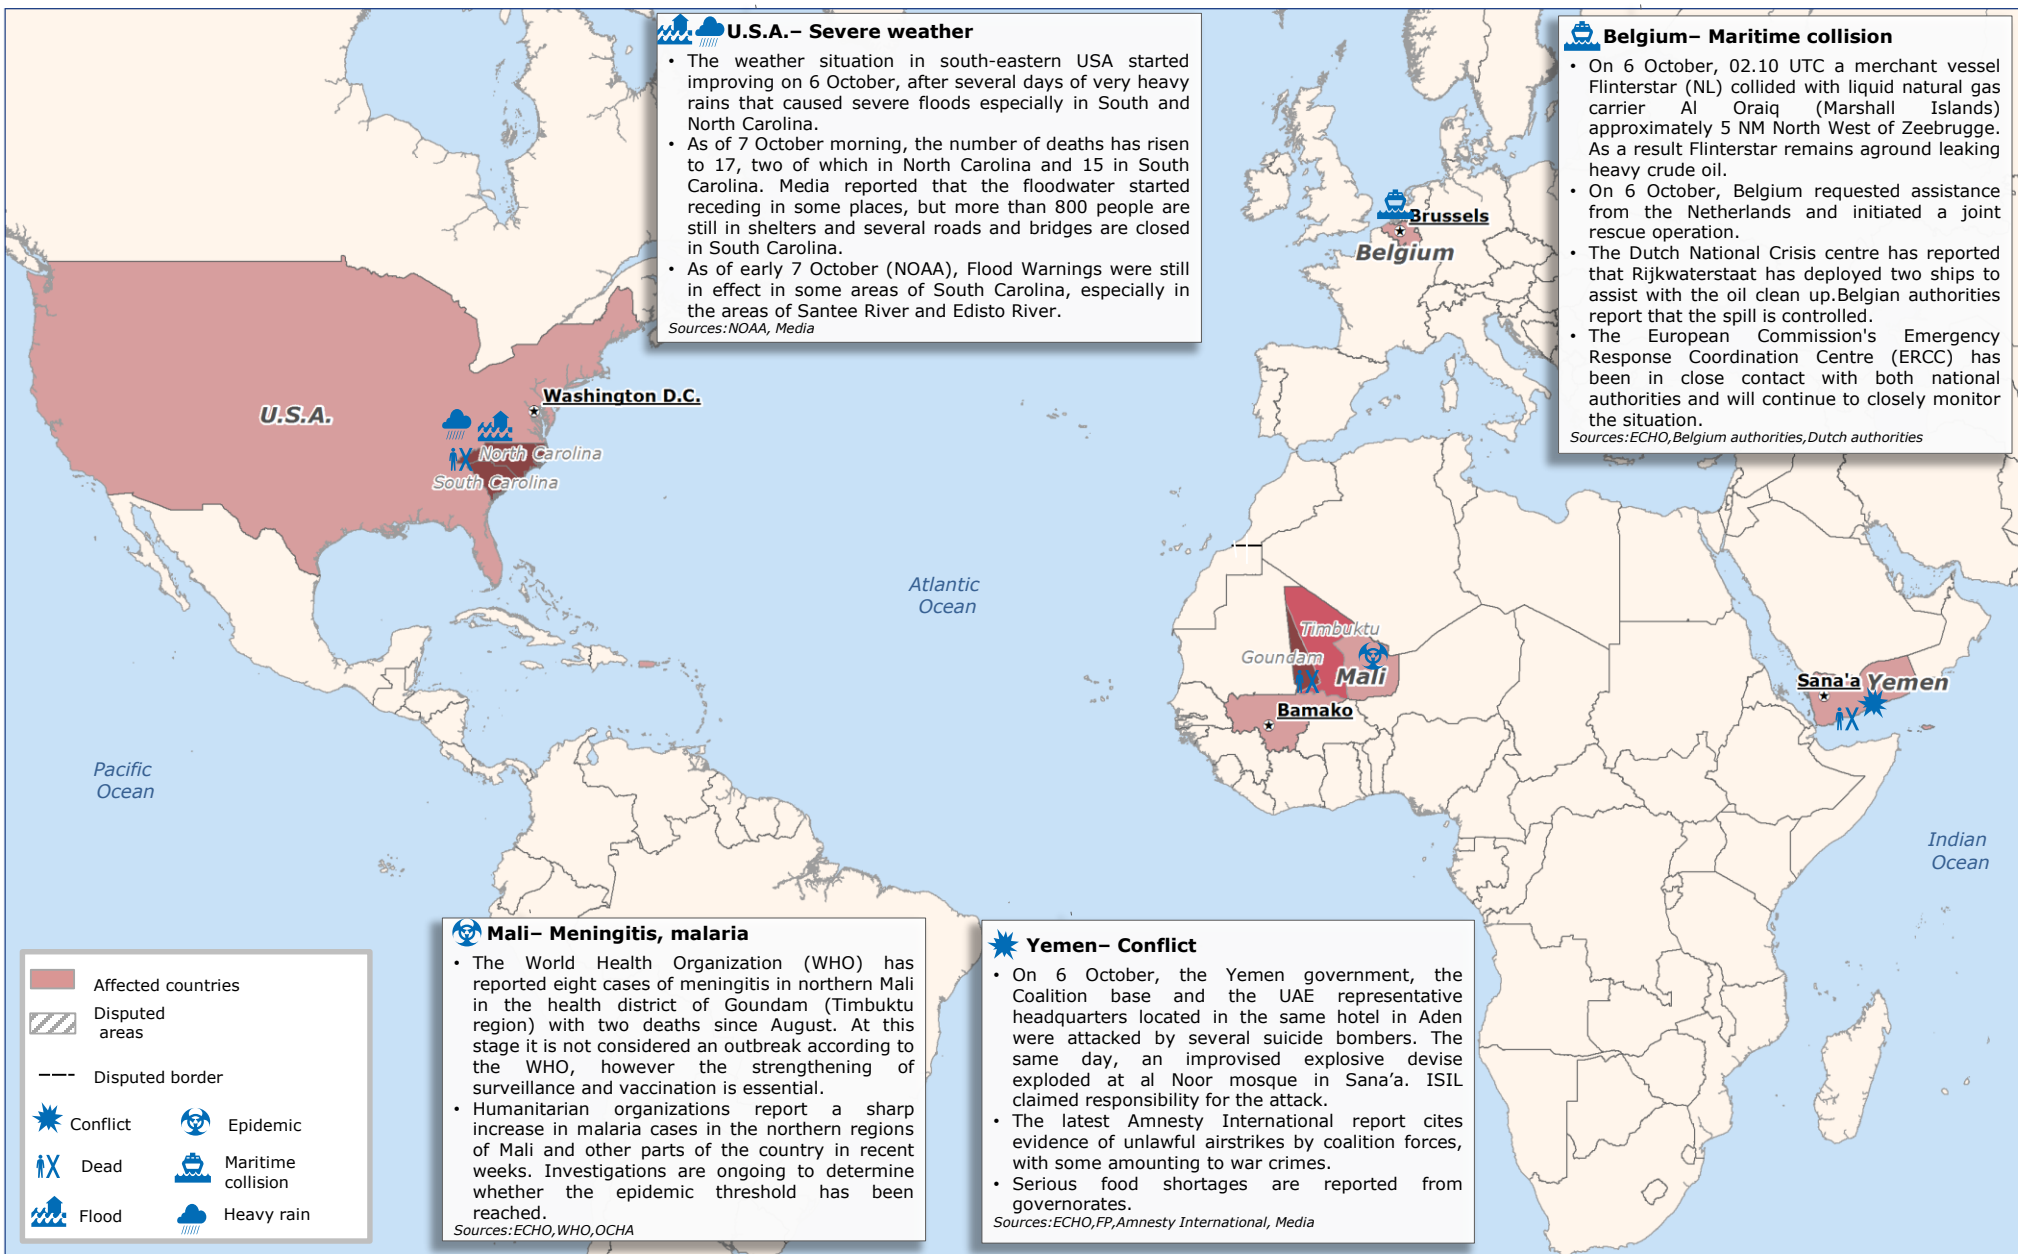 U.S.A.– Severe weather
• The weather situation in south-eastern USA started
improving on 6 October, after several days of very heavy
rains that caused severe floods especially in South and
North Carolina.
• As of 7 October morning, the number of deaths has risen
to 17, two of which in North Carolina and 15 in South
Carolina. Media reported that the floodwater started
receding in some places, but more than 800 people are
still in shelters and several roads and bridges are closed
in South Carolina.
• As of early 7 October (NOAA), Flood Warnings were still
in effect in some areas of South Carolina, especially in
the areas of Santee River and Edisto River.
Sources:NOAA, Media
Belgium– Maritime collision
• On 6 October, 02.10 UTC a merchant vessel
Flinterstar (NL) collided with liquid natural gas
carrier Al Oraiq (Marshall Islands)
approximately 5 NM North West of Zeebrugge.
As a result Flinterstar remains aground leaking
heavy crude oil.
• On 6 October, Belgium requested assistance
from the Netherlands and initiated a joint
rescue operation.
• The Dutch National Crisis centre has reported
that Rijkwaterstaat has deployed two ships to
assist with the oil clean up.Belgian authorities
report that the spill is controlled.
• The European Commission's Emergency
Response Coordination Centre (ERCC) has
been in close contact with both national
authorities and will continue to closely monitor
the situation.
Sources:ECHO,Belgium authorities,Dutch authorities
Brussels
Belgium
Washington D.C.
U.S.A.
North Carolina
South Carolina
Atlantic
Ocean
Timbuktu
Goundam
Mali
Bamako
Sana'a
Yemen
Pacific
Ocean
Indian
Ocean
Mali– Meningitis, malaria
• The World Health Organization (WHO) has
reported eight cases of meningitis in northern Mali
in the health district of Goundam (Timbuktu
region) with two deaths since August. At this
stage it is not considered an outbreak according to
the WHO, however the strengthening of
surveillance and vaccination is essential.
• Humanitarian organizations report a sharp
increase in malaria cases in the northern regions
of Mali and other parts of the country in recent
weeks. Investigations are ongoing to determine
whether the epidemic threshold has been
reached.
Sources:ECHO,WHO,OCHA
Yemen– Conflict
• On 6 October, the Yemen government, the
Coalition base and the UAE representative
headquarters located in the same hotel in Aden
were attacked by several suicide bombers. The
same day, an improvised explosive devise
exploded at al Noor mosque in Sana’a. ISIL
claimed responsibility for the attack.
• The latest Amnesty International report cites
evidence of unlawful airstrikes by coalition forces,
with some amounting to war crimes.
• Serious food shortages are reported from
governorates.
Sources:ECHO,FP,Amnesty International, Media
Affected countries
Disputed
areas
Disputed border
Conflict
Epidemic
Dead
Maritime
collision
Flood
Heavy rain